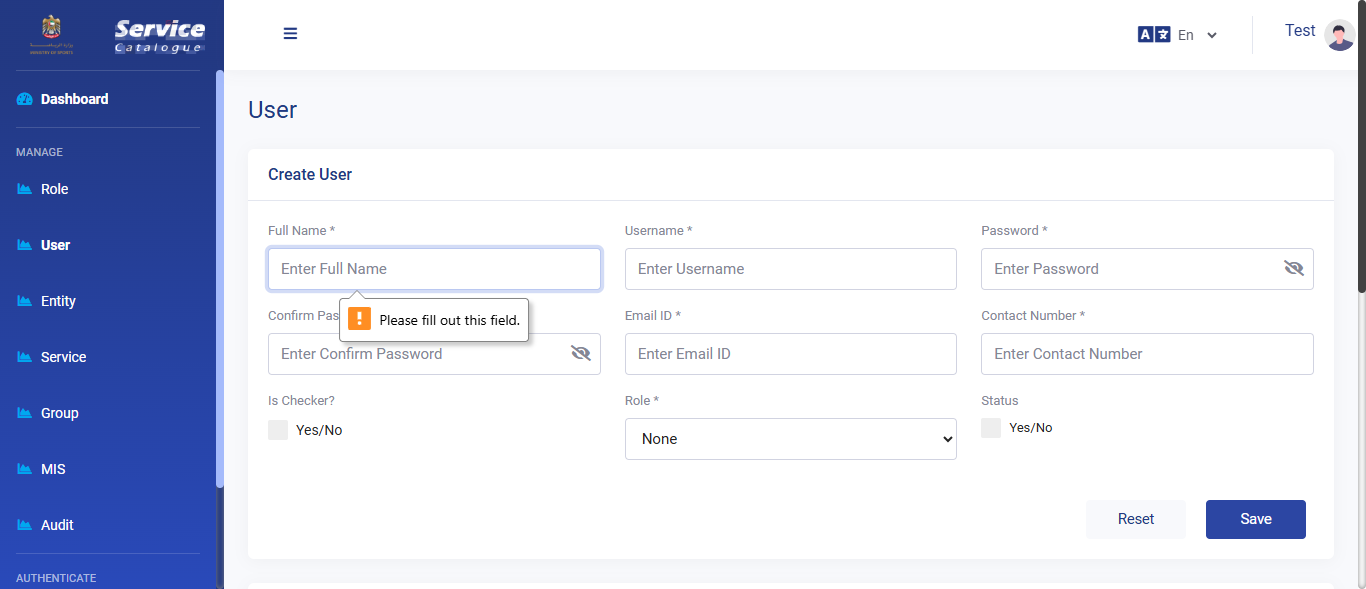 MINISTRY OF SPORTS
Service
Catalogue
En
Test
Dashboard
MANAGE
Role
User
Entity
Service
Group
MIS
Audit
AUTHENTICATE
User
Create User
Full Name *
Username *
Password *
Enter Full Name
Enter Username
Enter Password
Please fill out this field.
Confirm Pas
Email ID *
Contact Number *
Enter Confirm Password
Enter Email ID
Enter Contact Number
Is Checker?
Role *
Status
Yes/No
None
Yes/No
Reset
Save